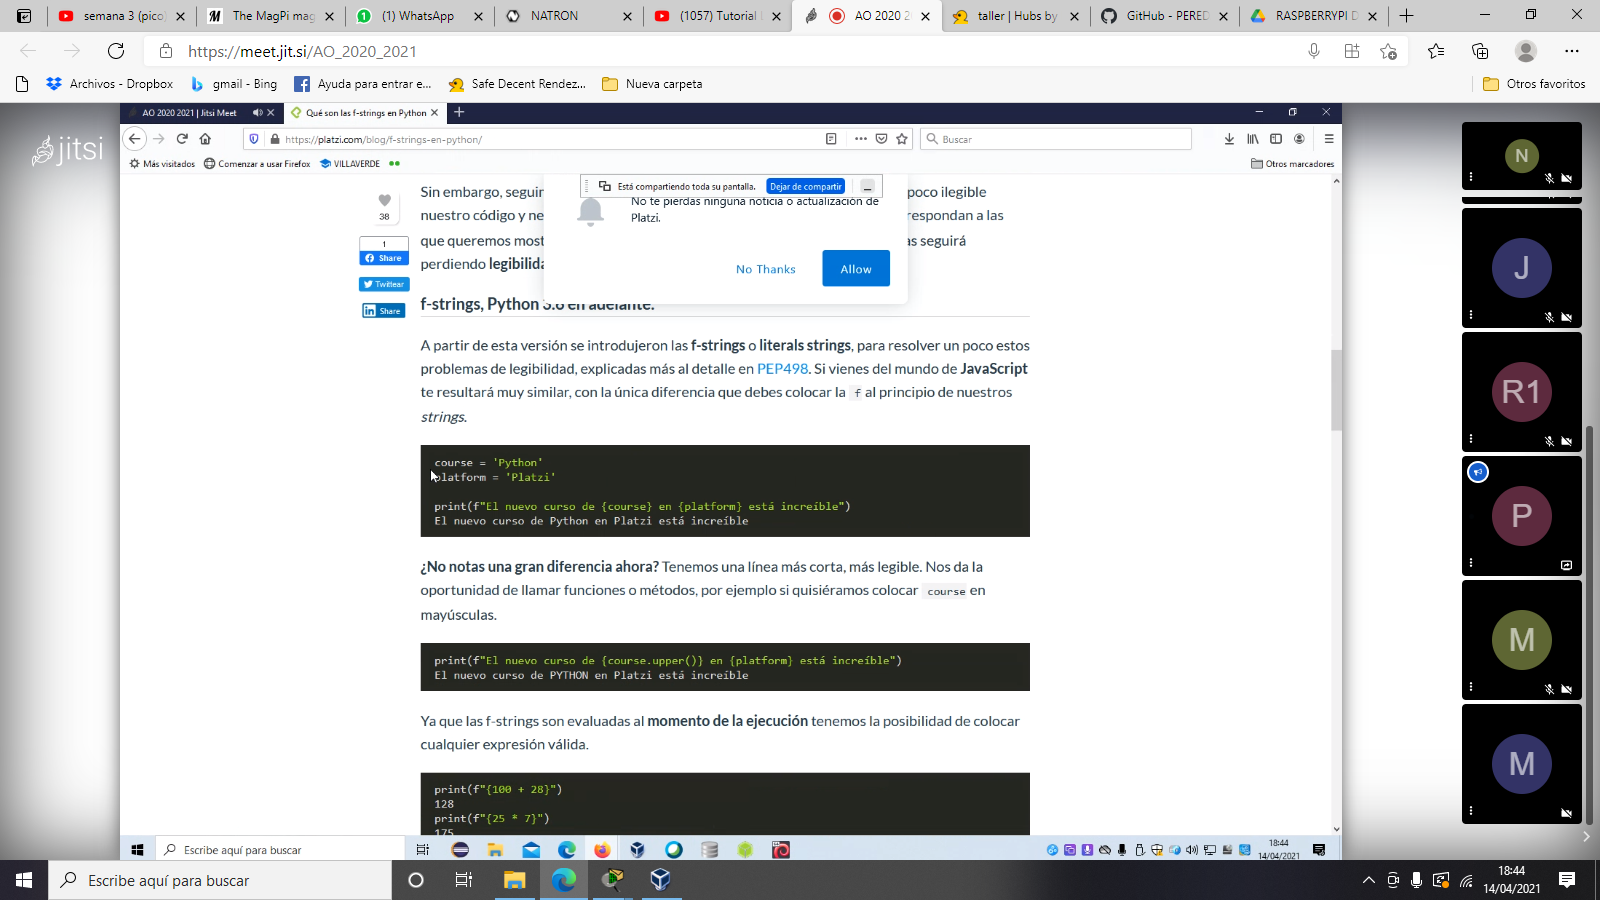 semana 3 (pico)
The MagPi mag
(1) WhatsApp
NATRON
(1057) Tutorial
AO 2020 2
taller | Hubs by
GitHub - PERED
RASPBERRYPI D
https://meet.jit.si/AO_2020_2021
Archivos - Dropbox
gmail - Bing
Ayuda para entrar e...
Safe Decent Rendez...
Nueva carpeta
Otros favoritos
jitsi
AO 2020 2021 | Jitsi Meet
Qué son las f-strings en Python
https://platzi.com/blog/f-strings-en-python/
Buscar
Más visitados
Comenzar a usar Firefox
VILLAVERDE
Otros marcadores
Está compartiendo toda su pantalla.
Dejar de compartir
No te pierdas ninguna noticia o actualización de
Platzi.
No Thanks
Allow
38
1
Share
Twittear
Share
Sin embargo, seguir poco ilegible
nuestro código y ne respondan a las
que queremos most as seguirá
perdiendo legibilida
f-strings, Python 3.6 en adelante.
A partir de esta versión se introdujeron las f-strings o literals strings, para resolver un poco estos
problemas de legibilidad, explicadas más al detalle en PEP498. Si vienes del mundo de JavaScript
te resultará muy similar, con la única diferencia que debes colocar la f al principio de nuestros
strings.
course = 'Python'
platform = 'Platzi'
print(f"El nuevo curso de {course} en {platform} está increíble")
El nuevo curso de Python en Platzi está increíble
¿No notas una gran diferencia ahora? Tenemos una línea más corta, más legible. Nos da la
oportunidad de llamar funciones o métodos, por ejemplo si quisiéramos colocar course en
mayúsculas.
print(f"El nuevo curso de {course.upper()} en {platform} está increíble")
El nuevo curso de PYTHON en Platzi está increíble
Ya que las f-strings son evaluadas al momento de la ejecución tenemos la posibilidad de colocar
cualquier expresión válida.
print(f"{100 + 28}")
128
print(f"{25 * 7}")
175
N
J
R1
P
M
M
Escribe aquí para buscar
18:44
14/04/2021
Escribe aquí para buscar
18:44
14/04/2021